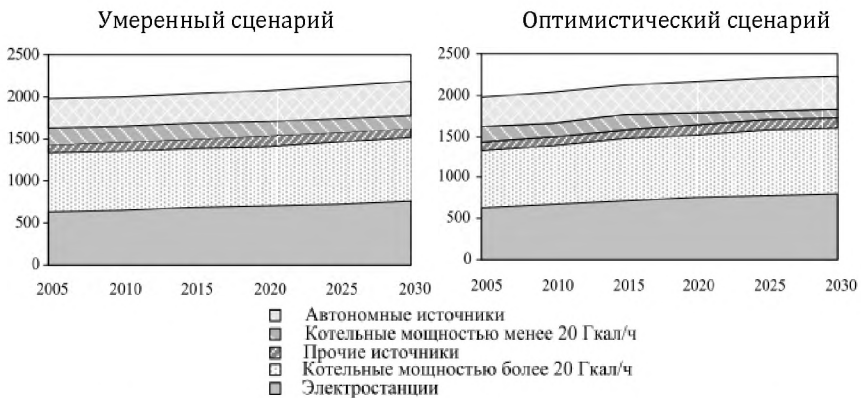 Умеренный сценарий
Оптимистический сценарий
2500
2000
1500
1000
500
0
2005 2010 2015 2020 2025 2030
2500
2000
1500
1000
500
0
2005 2010 2015 2020 2025 2030
Автономные источники
Котельные мощностью менее 20 Гкал/ч
Прочие источники
Котельные мощностью более 20 Гкал/ч
Электростанции